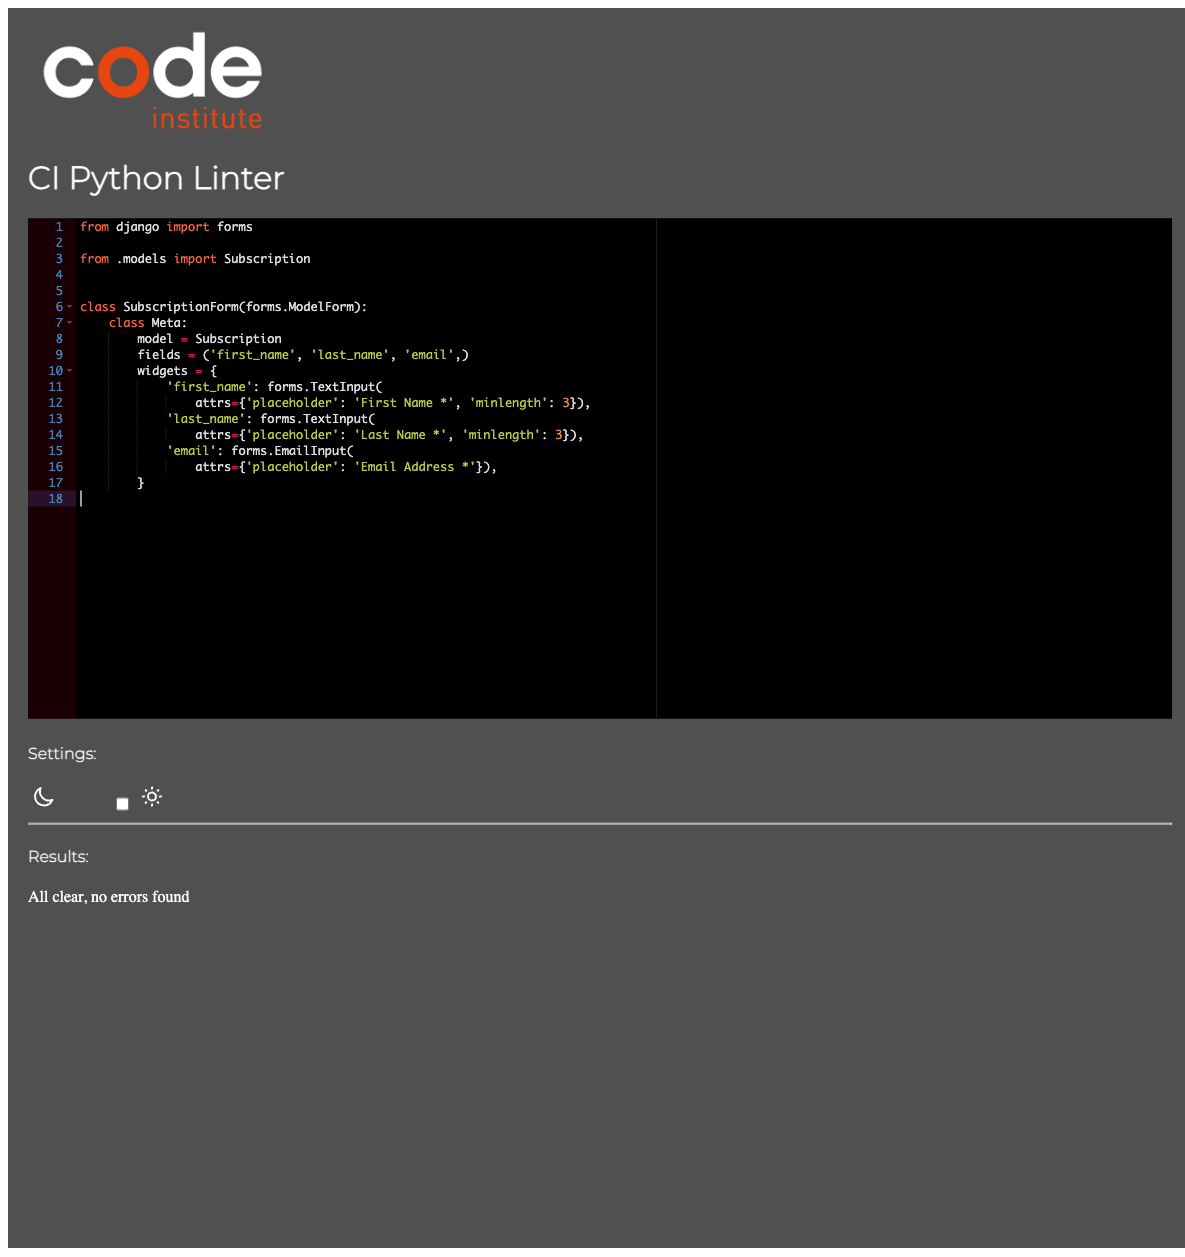 code
institute
CI Python Linter
1 from django import forms
2
3 from .models import Subscription
4
5
6 class SubscriptionForm(forms.ModelForm):
7     class Meta:
8         model = Subscription
9         fields = ('first_name', 'last_name', 'email',)
10         widgets = {
11             'first_name': forms.TextInput(
12                 attrs={'placeholder': 'First Name *', 'minlength': 3}),
13             'last_name': forms.TextInput(
14                 attrs={'placeholder': 'Last Name *', 'minlength': 3}),
15             'email': forms.EmailInput(
16                 attrs={'placeholder': 'Email Address *'}),
17         }
18
Settings:
Results:
All clear, no errors found